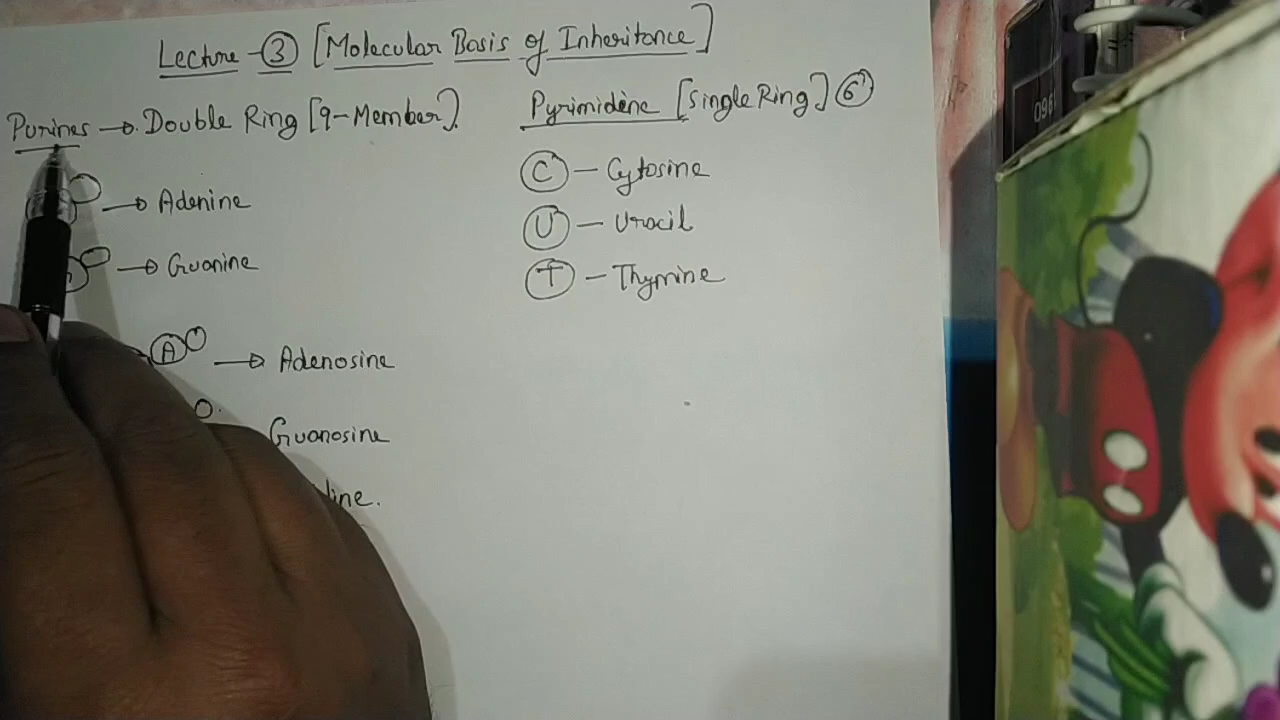 Lecture - 3 [Molecular Basis of Inheritance]
Purines → Double Ring [9-Member].
→ Adenine
→ Guanine
A → Adenosine
Guanosine
Pyrimidine [Single Ring] 6
C - Cytosine
U - Uracil
T - Thymine